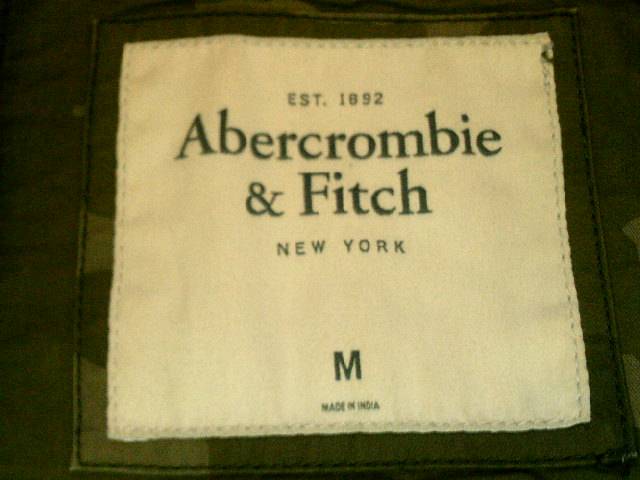 EST. 1892
Abercrombie
& Fitch
NEW YORK
M
MADE IN INDIA